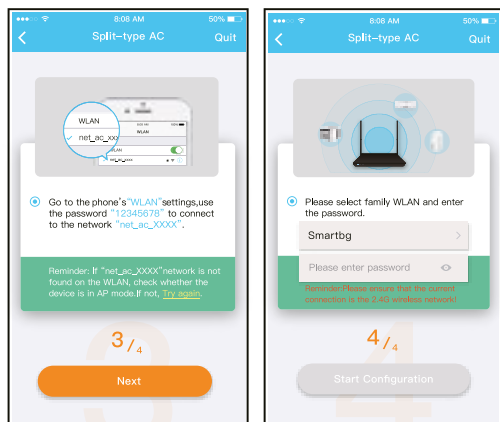 8:08 AM
50%
Split-type AC
Quit
WLAN
net_ac_xxx
WLAN
WLAN
net_ac_xxx
Go to the phone's"WLAN"settings,use
the password "12345678" to connect
to the network "net_ac_XXXX".
Reminder: If "net_ac_XXXX"network is not
found on the WLAN, check whether the
device is in AP mode.If not, Try again.
3/4
Next
8:08 AM
50%
Split-type AC
Quit
Please select family WLAN and enter
the password.
Smartbg
Please enter password
Reminder:Please ensure that the current
connection is the 2.4G wireless network!
4/4
Start Configuration